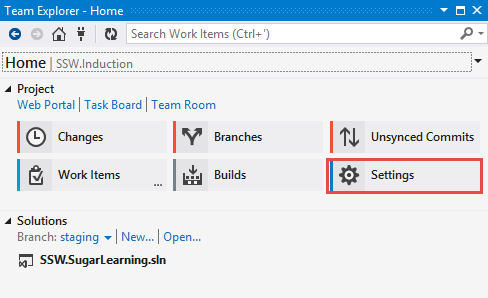 Team Explorer - Home
Search Work Items (Ctrl+')
Home | SSW.Induction
Project
Web Portal | Task Board | Team Room
Changes
Branches
Unsynced Commits
Work Items
...
Builds
Settings
Solutions
Branch: staging | New... | Open...
SSW.SugarLearning.sln